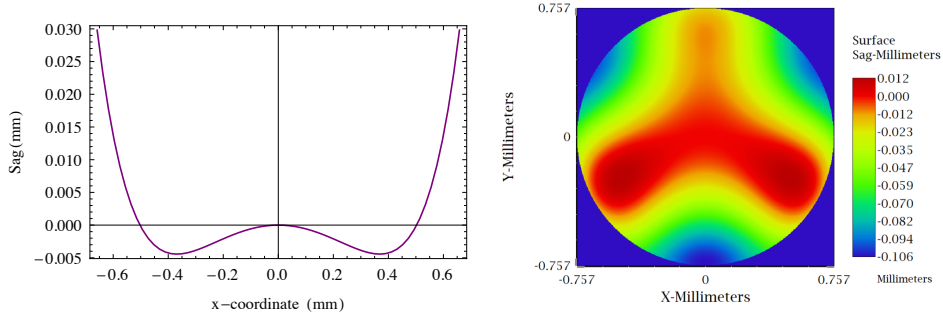 0.030
0.025
0.020
0.015
0.010
0.005
0.000
−0.005
Sag (mm)
−0.6 −0.4 −0.2 0.0 0.2 0.4 0.6
x−coordinate (mm)
0.757
0
-0.757
Y-Millimeters
-0.757 0 0.757
X-Millimeters
Surface
Sag-Millimeters
0.012
0.000
-0.012
-0.023
-0.035
-0.047
-0.059
-0.070
-0.082
-0.094
-0.106
Millimeters